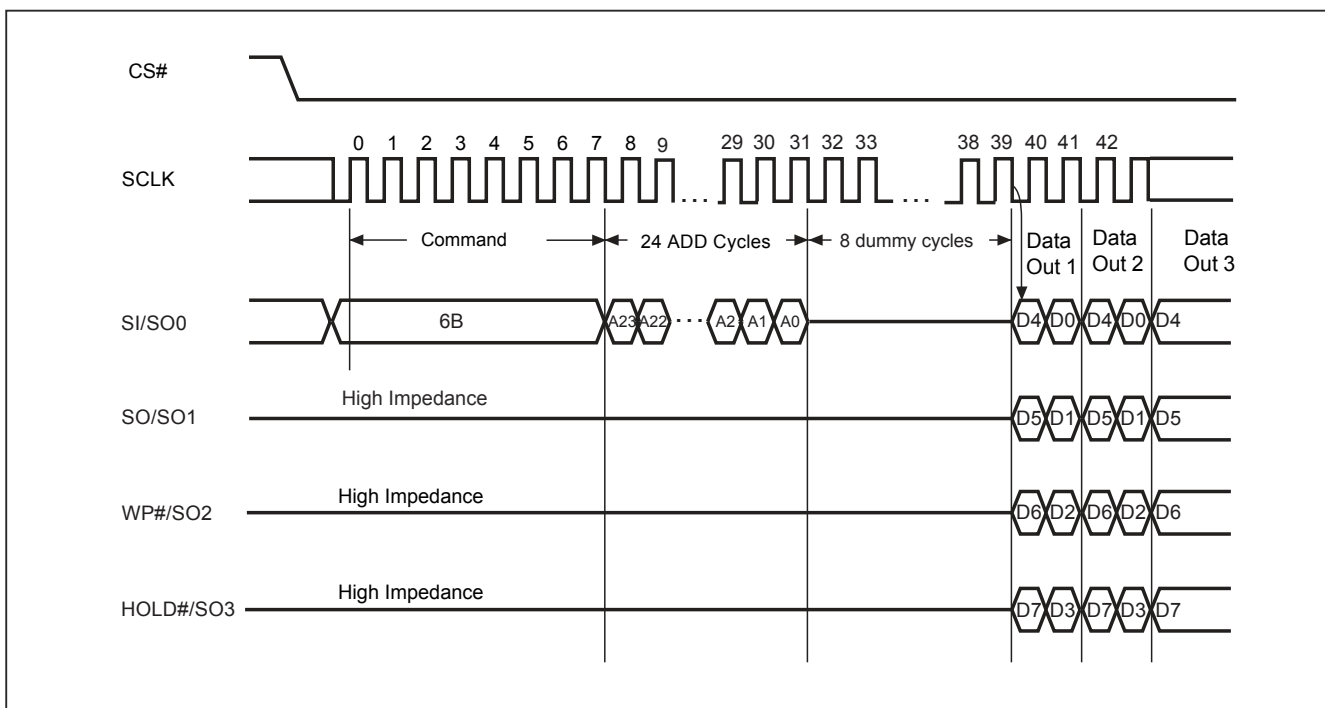 CS#
0 1 2 3 4 5 6 7 8 9 29 30 31 32 33 38 39 40 41 42
SCLK
Command 24 ADD Cycles 8 dummy cycles Data Out 1 Data Out 2 Data Out 3
SI/SO0 6B A23 A22 A2 A1 A0 D4 D0 D4 D0 D4
High Impedance
SO/SO1 D5 D1 D5 D1 D5
High Impedance
WP#/SO2 D6 D2 D6 D2 D6
High Impedance
HOLD#/SO3 D7 D3 D7 D3 D7